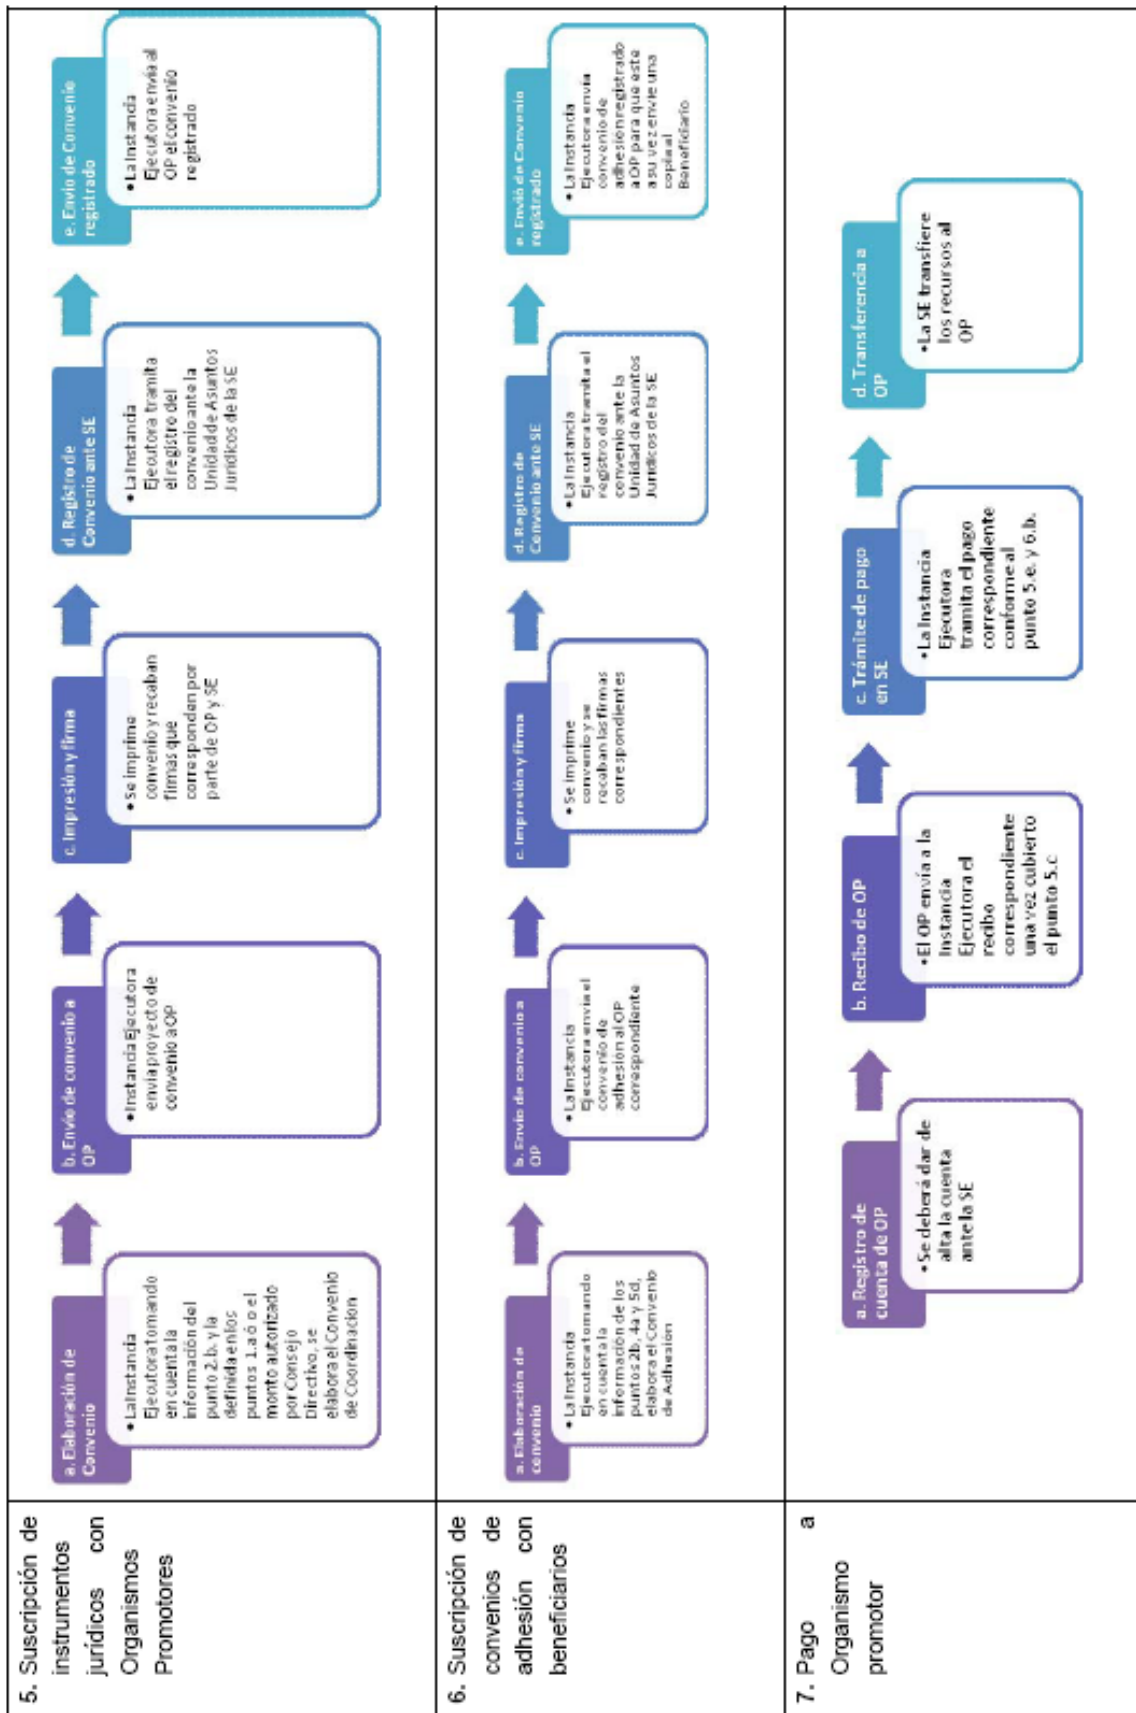 5. Suscripción de
instrumentos
jurídicos con
Organismos
Promotores
a. Elaboración de
Convenio
• La Instancia
Ejecutora tomando
en cuenta la
información del
punto 2.b. y la
definida en los
puntos 1.a ó o el
monto autorizado
por Consejo
Directivo, se
elabora al Convenio
de Coordinacion
b. Envío de convenio a
OP
• Instancia Ejecutora
envía proyecto de
convenio a OP
c. Impresión y firma
• Se imprime
convenio y recaban
firmas que
corresponden por
parte de OP y SE
d. Registro de
Convenio ante SE
• La Instancia
Ejecutora tramita
el registro del
convenio ante la
Unidad de Asuntos
Jurídicos de la SE
e. Envío de Convenio
registrado
• La Instancia
Ejecutora envía al
OP el convenio
registrado
6. Suscripción de
convenios de
adhesión con
beneficiarios
a. Elaboración de
convenio
• La Instancia
Ejecutora tomando
en cuenta la
información de los
puntos 2b, 4a y 5d,
elabora el Convenio
de Adhesión
b. Envío de convenio a
OP
• La Instancia
Ejecutora envía el
convenio de
adhesión al OP
correspondiente
c. Impresión y firma
• Se imprime
convenio y se
recaban las firmas
correspondientes
d. Registro de
Convenio ante SE
• La Instancia
Ejecutora tramita el
registro del
convenio ante la
Unidad de Asuntos
Jurídicos de la SE
e. Envió de Convenio
registrado
• La Instancia
Ejecutora envía
convenio de
adhesión registrado
a OP para que este
a su vez envie una
copia al
Beneficiario
7. Pago a
Organismo
promotor
a. Registro de
cuenta de OP
• Se deberá dar de
alta la cuenta
ante la SE
b. Recibo de OP
• El OP envía a la
Instancia
Ejecutora el
recibo
correspondiente
una vez cubierto
el punto 5.c
c. Trámite de pago
en SE
• La Instancia
Ejecutora
tramita el pago
correspondiente
conforme al
punto 5.e. y 6.b.
d. Transferencia a
OP
• La SE transfiere
los recursos al
OP